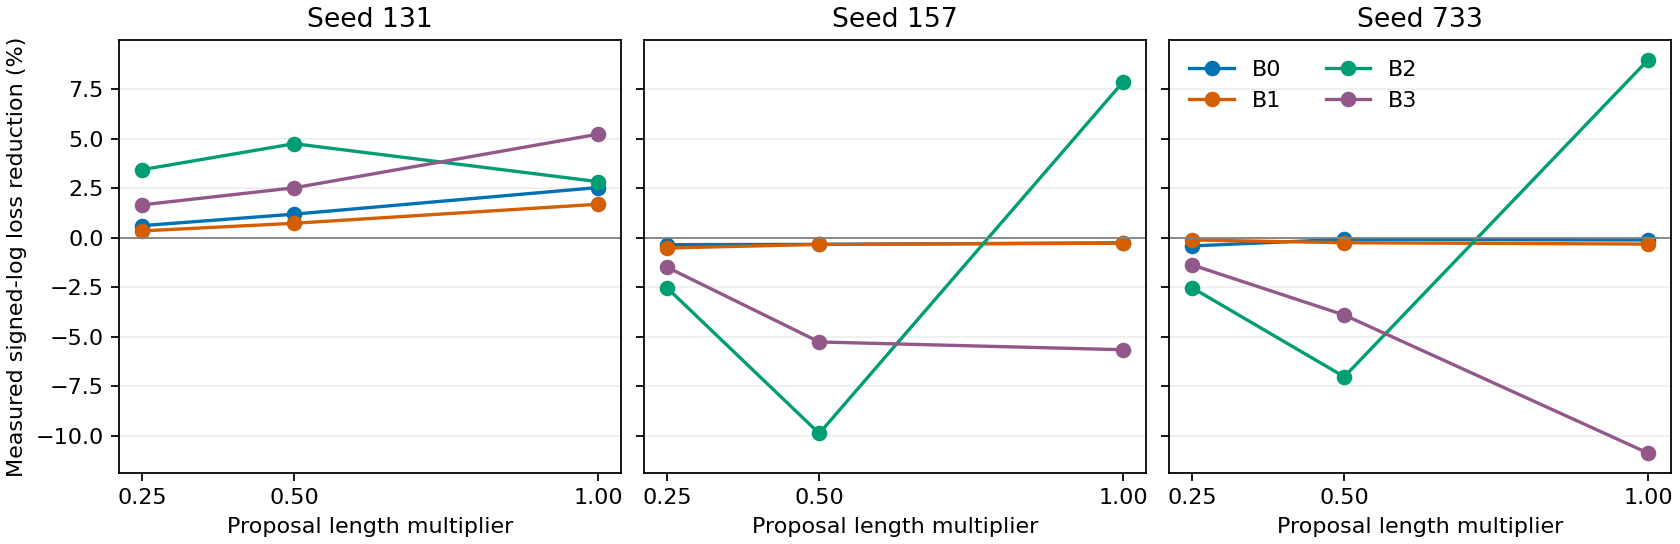 Seed 131
Seed 157
Seed 733
Measured signed-log loss reduction (%)
7.5
5.0
2.5
0.0
−2.5
−5.0
−7.5
−10.0
B0
B1
B2
B3
0.25 0.50 1.00
0.25 0.50 1.00
0.25 0.50 1.00
Proposal length multiplier
Proposal length multiplier
Proposal length multiplier